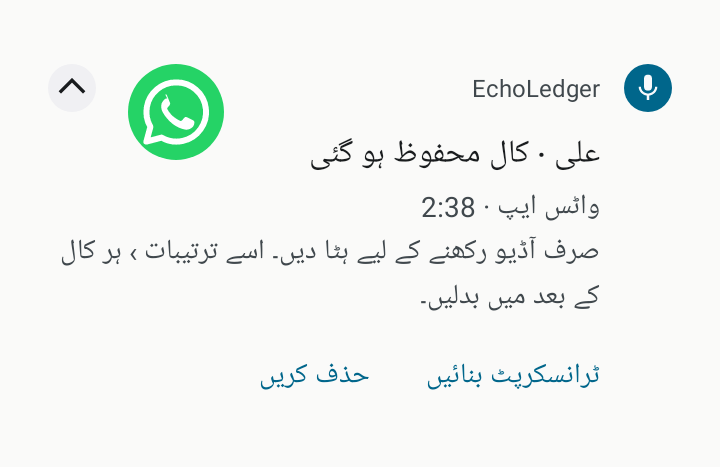 EchoLedger
علی · کال محفوظ ہو گئی
واٹس ایپ · 2:38
صرف آڈیو رکھنے کے لیے ہٹا دیں۔ اسے ترتیبات › ہر کال
کے بعد میں بدلیں۔
ٹرانسکرپٹ بنائیں حذف کریں